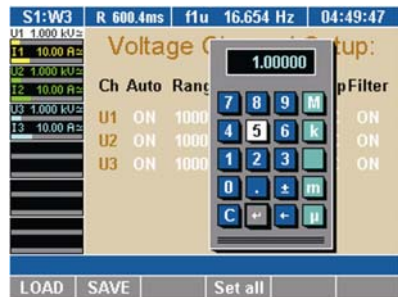 S1:W3 R 600.4ms f1u 16.654 Hz 04:49:47
U1 1.000 kU≃
I1 10.00 A≃
U2 1.000 kU≃
I2 10.00 A≃
U3 1.000 kU≃
I3 10.00 A≃
Voltage C tup:
1.00000
Ch Auto Rang pFilter
U1 ON 1000 ON
U2 ON 1000 ON
U3 ON 1000 ON
7 8 9 M
4 5 6 k
1 2 3
0 . ± m
C ↵ ← µ
LOAD SAVE Set all